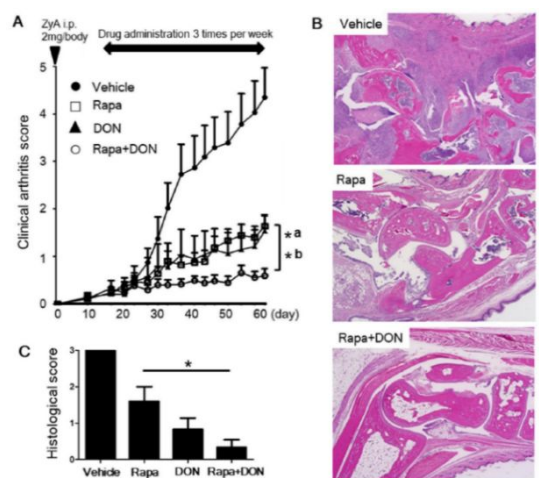 A
ZyA i.p.
2mg/body
Drug administration 3 times per week
5
4
3
2
1
0
Clinical arthritis score
Vehicle
Rapa
DON
Rapa+DON
* a
* b
0 10 20 30 40 50 60 (day)
B
Vehicle
Rapa
Rapa+DON
C
3
2
1
0
Histological score
*
Vehicle Rapa DON Rapa+DON